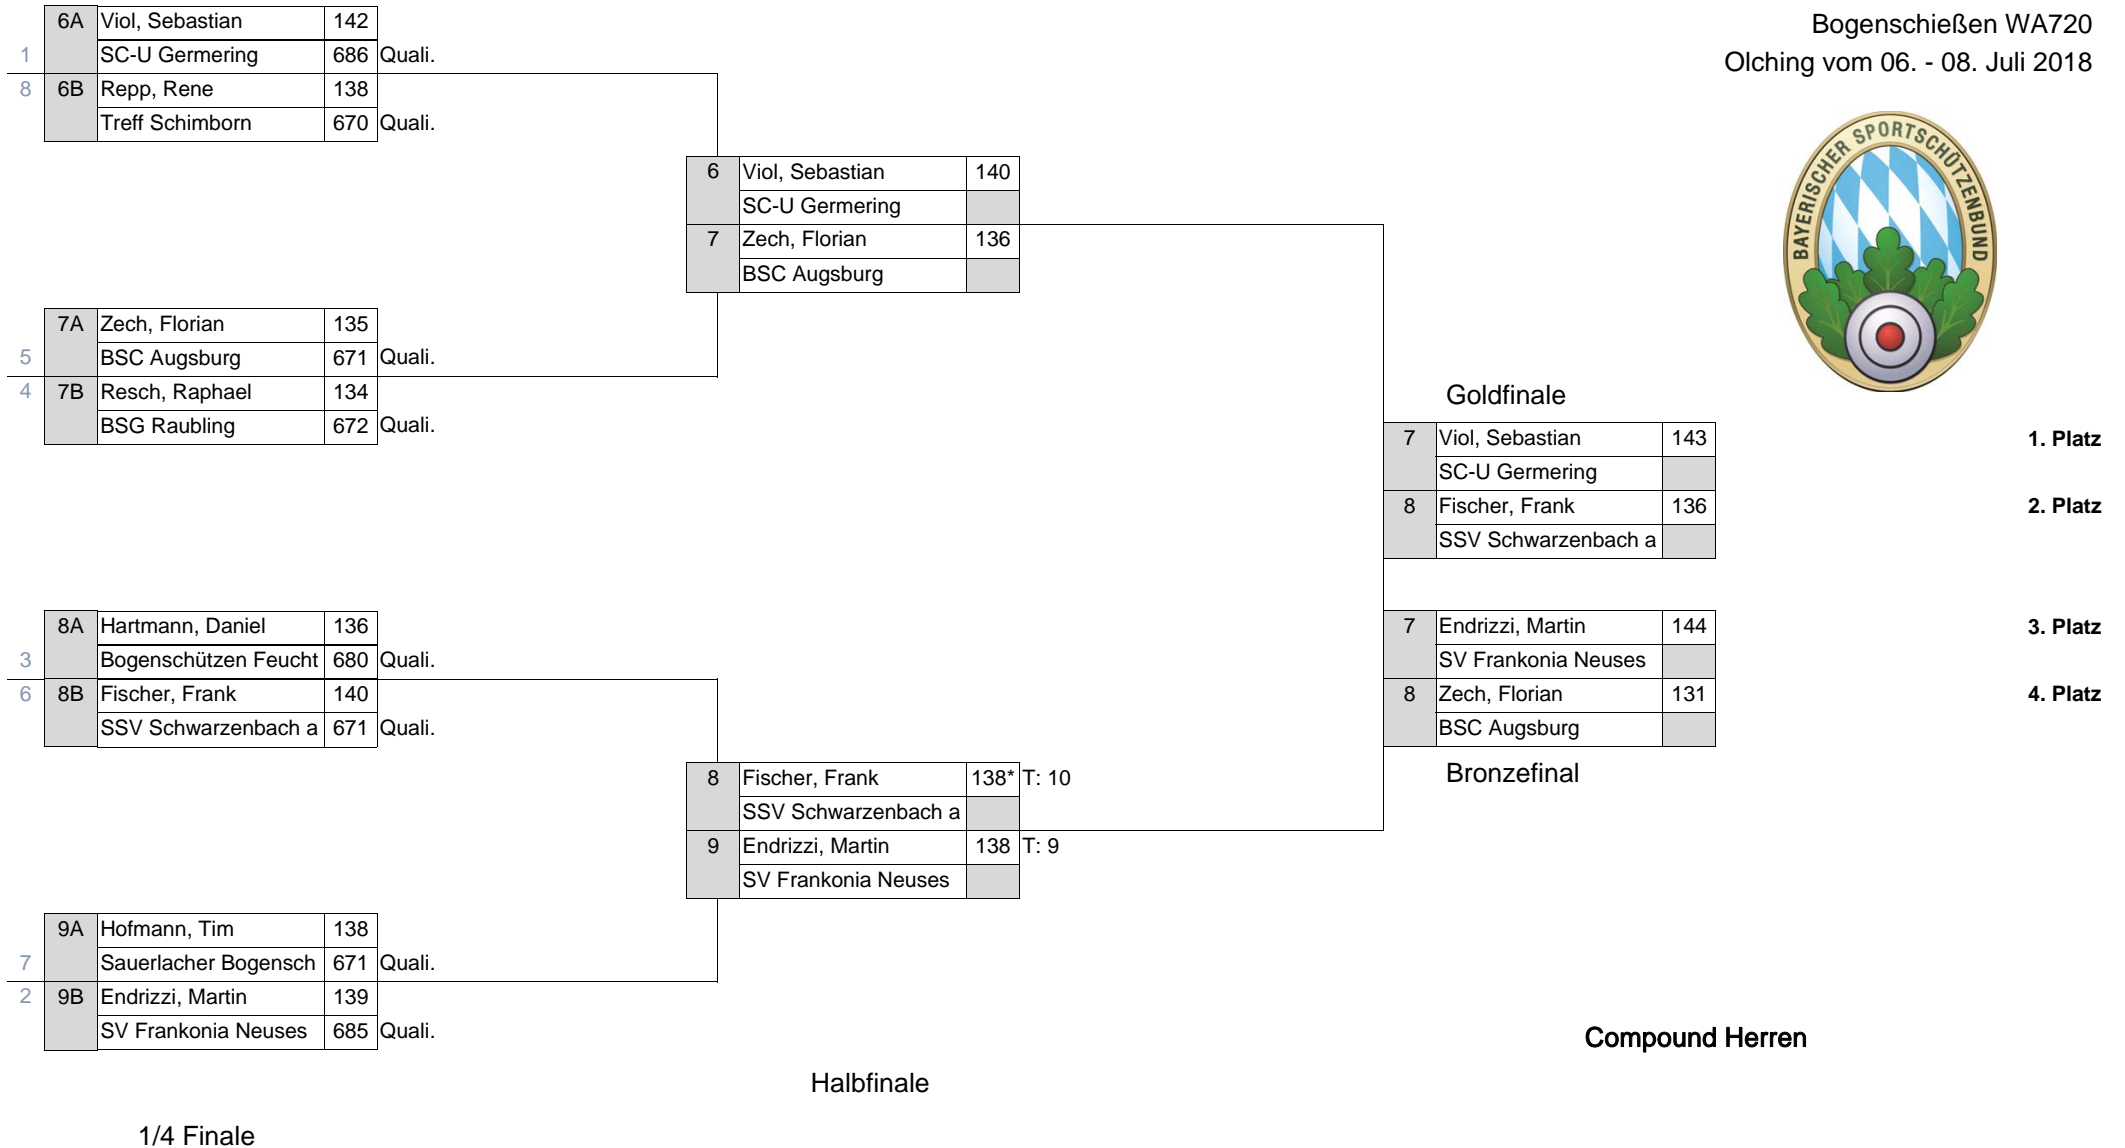 Bogenschießen WA720
Olching vom 06. - 08. Juli 2018
BAYERISCHER SPORTSCHÜTZENBUND
6A Viol, Sebastian 142
1 SC-U Germering 686 Quali.
8 6B Repp, Rene 138
Treff Schimborn 670 Quali.
6 Viol, Sebastian 140
SC-U Germering
7 Zech, Florian 136
BSC Augsburg
7A Zech, Florian 135
5 BSC Augsburg 671 Quali.
4 7B Resch, Raphael 134
BSG Raubling 672 Quali.
Goldfinale
7 Viol, Sebastian 143 1. Platz
SC-U Germering
8 Fischer, Frank 136 2. Platz
SSV Schwarzenbach a
8A Hartmann, Daniel 136
3 Bogenschützen Feucht 680 Quali.
6 8B Fischer, Frank 140
SSV Schwarzenbach a 671 Quali.
7 Endrizzi, Martin 144 3. Platz
SV Frankonia Neuses
8 Zech, Florian 131 4. Platz
BSC Augsburg
Bronzefinal
8 Fischer, Frank 138* T: 10
SSV Schwarzenbach a
9 Endrizzi, Martin 138 T: 9
SV Frankonia Neuses
9A Hofmann, Tim 138
7 Sauerlacher Bogensch 671 Quali.
2 9B Endrizzi, Martin 139
SV Frankonia Neuses 685 Quali.
Compound Herren
Halbfinale
1/4 Finale